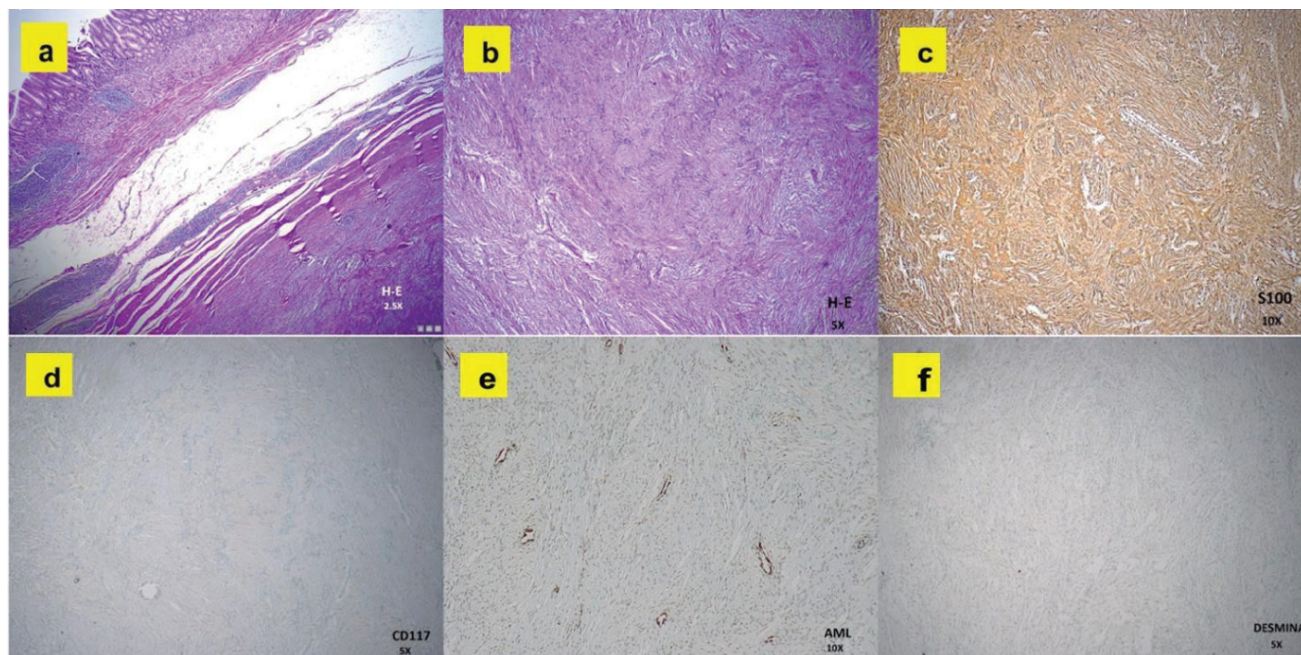 a
H-E
2.5X
b
H-E
5X
c
S100
10X
d
CD117
5X
e
AML
10X
f
DESMINA
5X